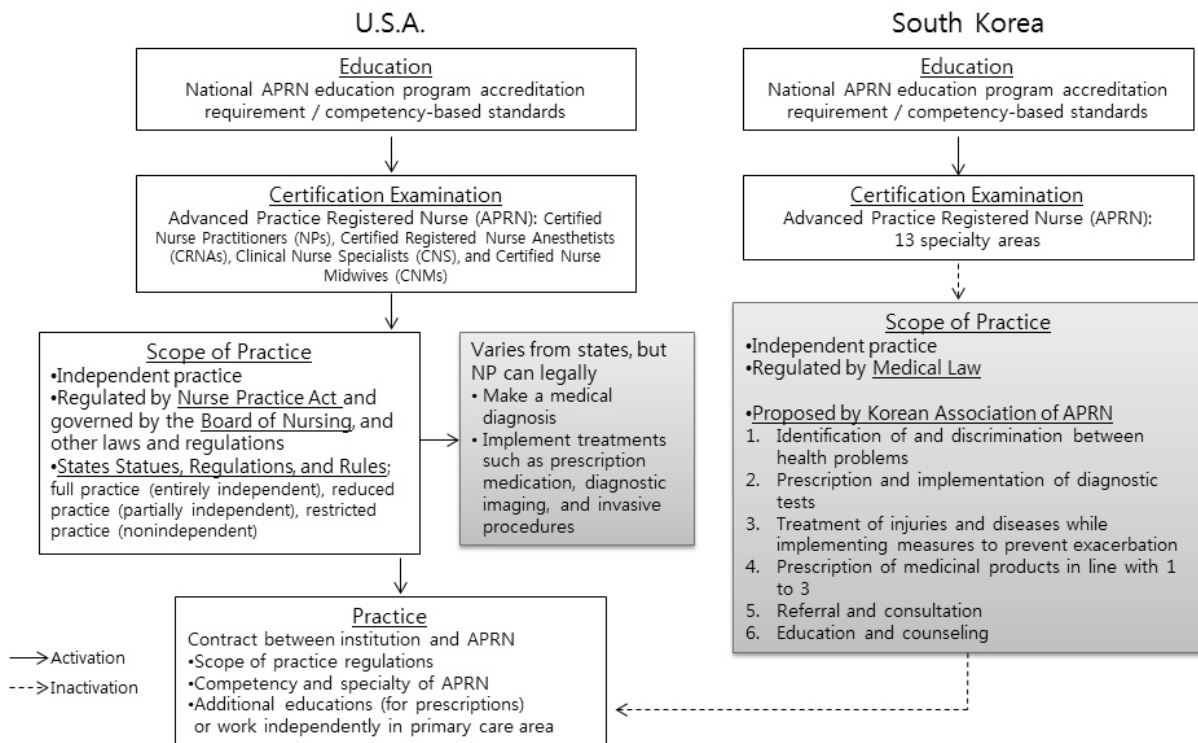 U.S.A.
Education
National APRN education program accreditation
requirement / competency-based standards
Certification Examination
Advanced Practice Registered Nurse (APRN): Certified
Nurse Practitioners (NPs), Certified Registered Nurse Anesthetists
(CRNAs), Clinical Nurse Specialists (CNS), and Certified Nurse
Midwives (CNMs)
Scope of Practice
•Independent practice
•Regulated by Nurse Practice Act and
governed by the Board of Nursing, and
other laws and regulations
•States Statues, Regulations, and Rules;
full practice (entirely independent), reduced
practice (partially independent), restricted
practice (nonindependent)
Varies from states, but
NP can legally
• Make a medical
diagnosis
• Implement treatments
such as prescription
medication, diagnostic
imaging, and invasive
procedures
South Korea
Education
National APRN education program accreditation
requirement / competency-based standards
Certification Examination
Advanced Practice Registered Nurse (APRN):
13 specialty areas
Scope of Practice
•Independent practice
•Regulated by Medical Law
•Proposed by Korean Association of APRN
1. Identification of and discrimination between
health problems
2. Prescription and implementation of diagnostic
tests
3. Treatment of injuries and diseases while
implementing measures to prevent exacerbation
4. Prescription of medicinal products in line with 1
to 3
5. Referral and consultation
6. Education and counseling
Practice
Contract between institution and APRN
•Scope of practice regulations
•Competency and specialty of APRN
•Additional educations (for prescriptions)
or work independently in primary care area
Activation
Inactivation